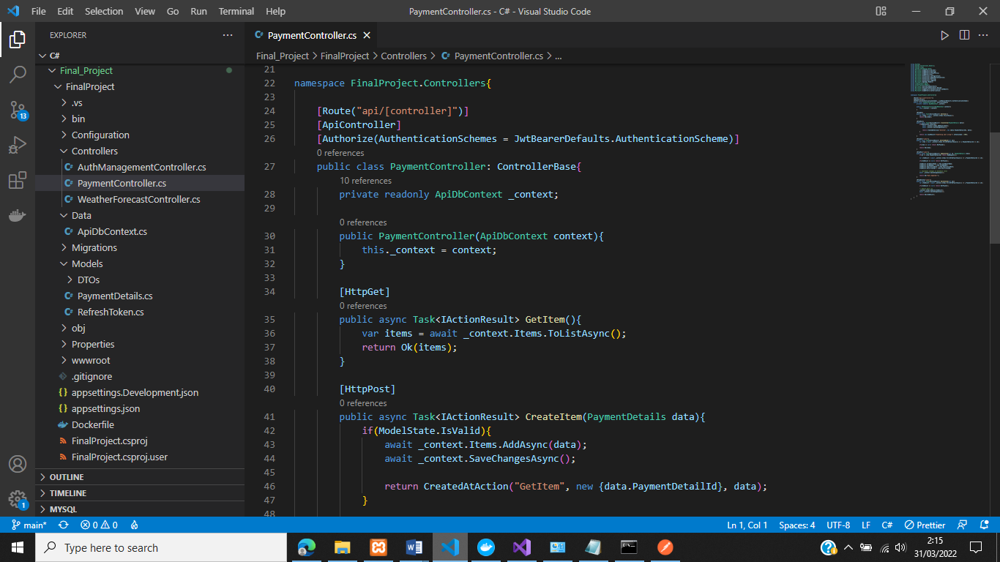 File Edit Selection View Go Run Terminal Help
PaymentController.cs - C# - Visual Studio Code
EXPLORER
C#
Final_Project
FinalProject
.vs
bin
Configuration
Controllers
AuthManagementController.cs
PaymentController.cs
WeatherForecastController.cs
Data
ApiDbContext.cs
Migrations
Models
DTOs
PaymentDetails.cs
RefreshToken.cs
obj
Properties
wwwroot
.gitignore
appsettings.Development.json
appsettings.json
Dockerfile
FinalProject.csproj
FinalProject.csproj.user
OUTLINE
TIMELINE
MYSQL
13
1
PaymentController.cs
Final_Project > FinalProject > Controllers > PaymentController.cs > ...
21
22 namespace FinalProject.Controllers{
23
24 [Route("api/[controller]")]
25 [ApiController]
26 [Authorize(AuthenticationSchemes = JwtBearerDefaults.AuthenticationScheme)]
0 references
27 public class PaymentController: ControllerBase{
10 references
28 private readonly ApiDbContext _context;
29
0 references
30 public PaymentController(ApiDbContext context){
31 this._context = context;
32 }
33
34 [HttpGet]
0 references
35 public async Task<IActionResult> GetItem(){
36 var items = await _context.Items.ToListAsync();
37 return Ok(items);
38 }
39
40 [HttpPost]
0 references
41 public async Task<IActionResult> CreateItem(PaymentDetails data){
42 if(ModelState.IsValid){
43 await _context.Items.AddAsync(data);
44 await _context.SaveChangesAsync();
45
46 return CreatedAtAction("GetItem", new {data.PaymentDetailId}, data);
47 }
48
main* 0 0 Ln 1, Col 1 Spaces: 4 UTF-8 LF C# Prettier
Type here to search
2:15
31/03/2022